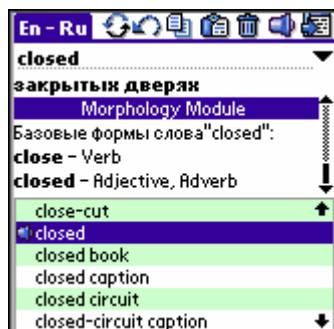 En - Ru
closed
закрытых дверях
Morphology Module
Базовые формы слова"closed":
close - Verb
closed - Adjective, Adverb
close-cut
closed
closed book
closed caption
closed circuit
closed-circuit caption